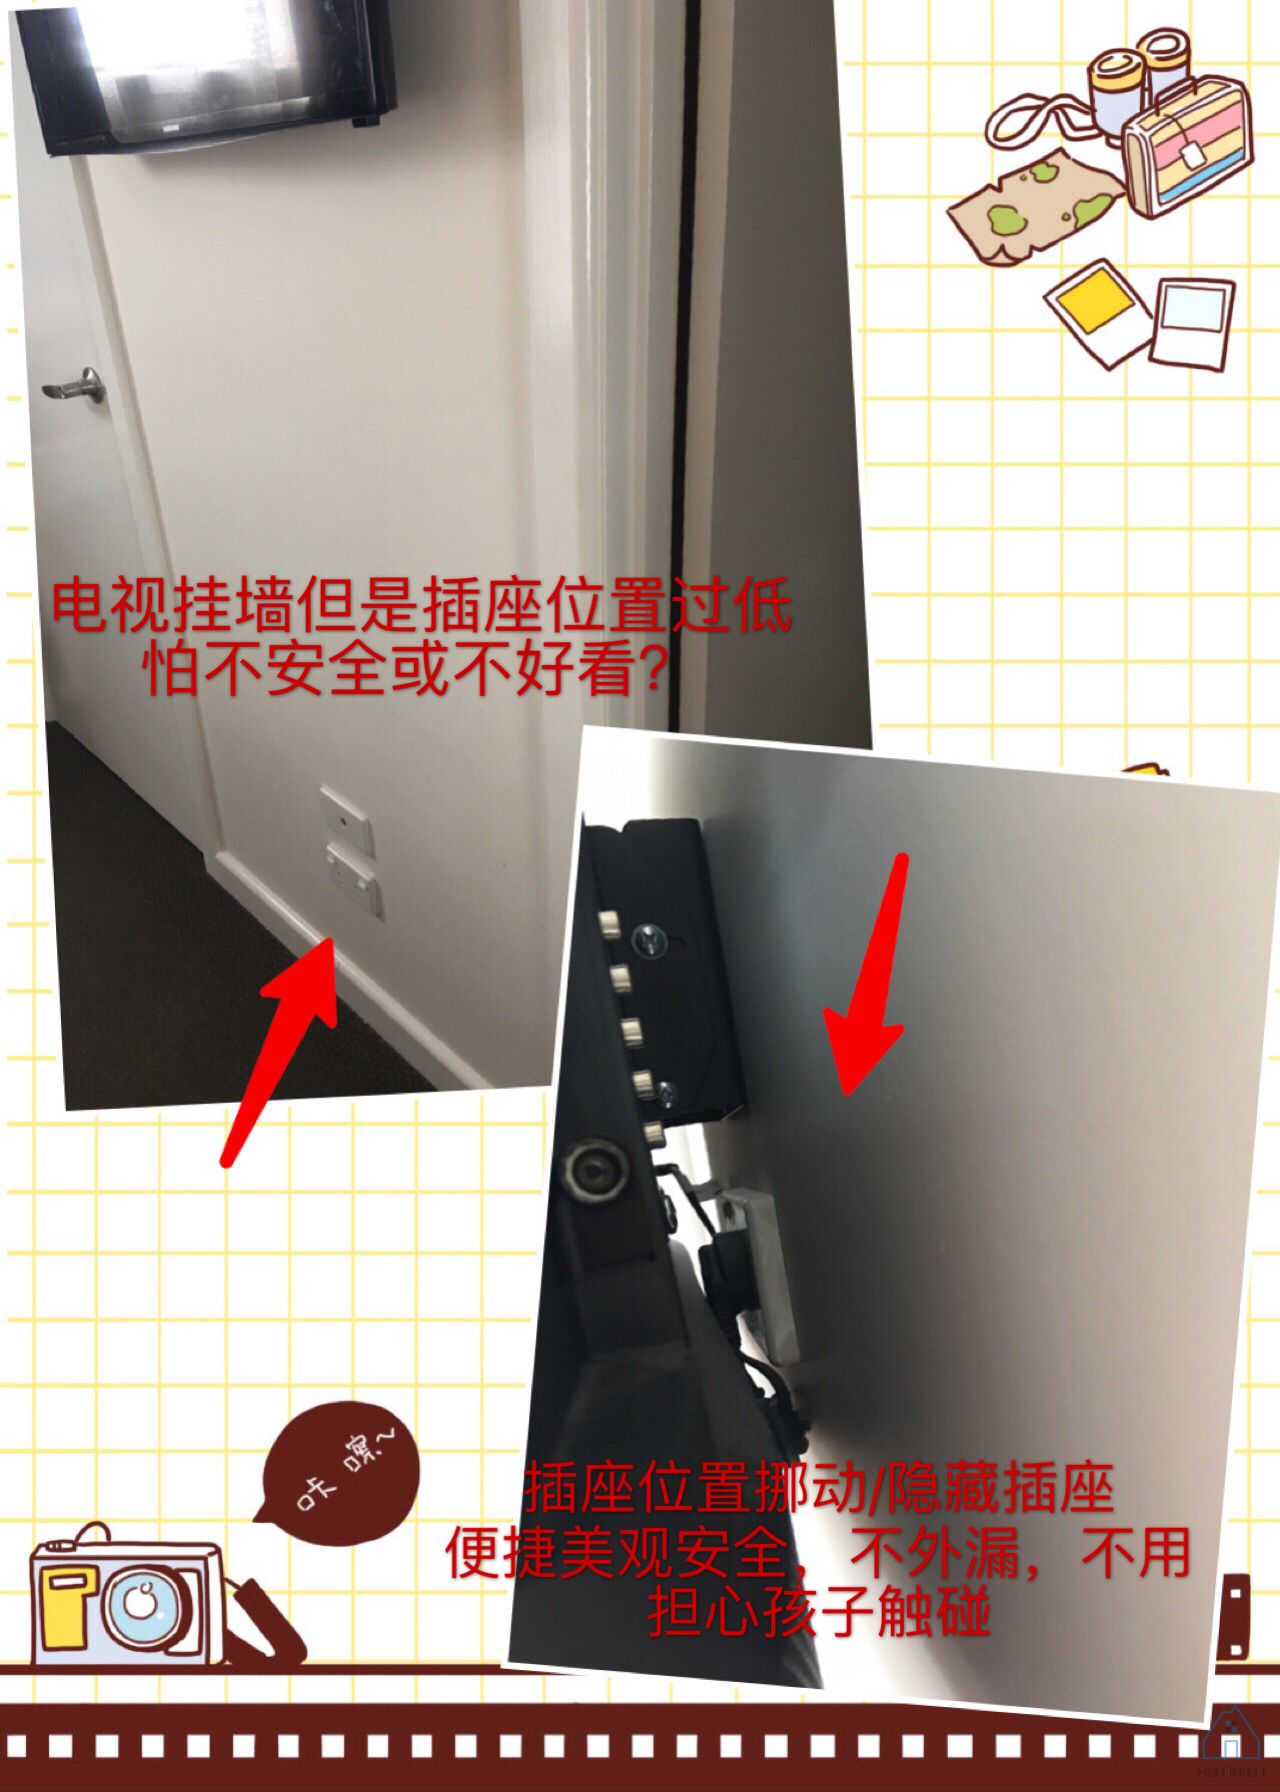 电视挂墙但是插座位置过低
怕不安全或不好看?
插座位置挪动/隐藏插座
便捷美观安全，不外漏，不用
担心孩子触碰
咔嚓~